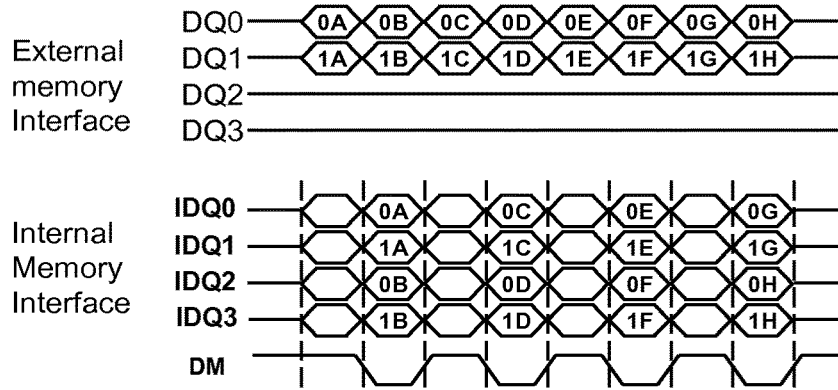 External
memory
Interface
DQ0 0A 0B 0C 0D 0E 0F 0G 0H
DQ1 1A 1B 1C 1D 1E 1F 1G 1H
DQ2
DQ3
Internal
Memory
Interface
IDQ0 0A 0C 0E 0G
IDQ1 1A 1C 1E 1G
IDQ2 0B 0D 0F 0H
IDQ3 1B 1D 1F 1H
DM